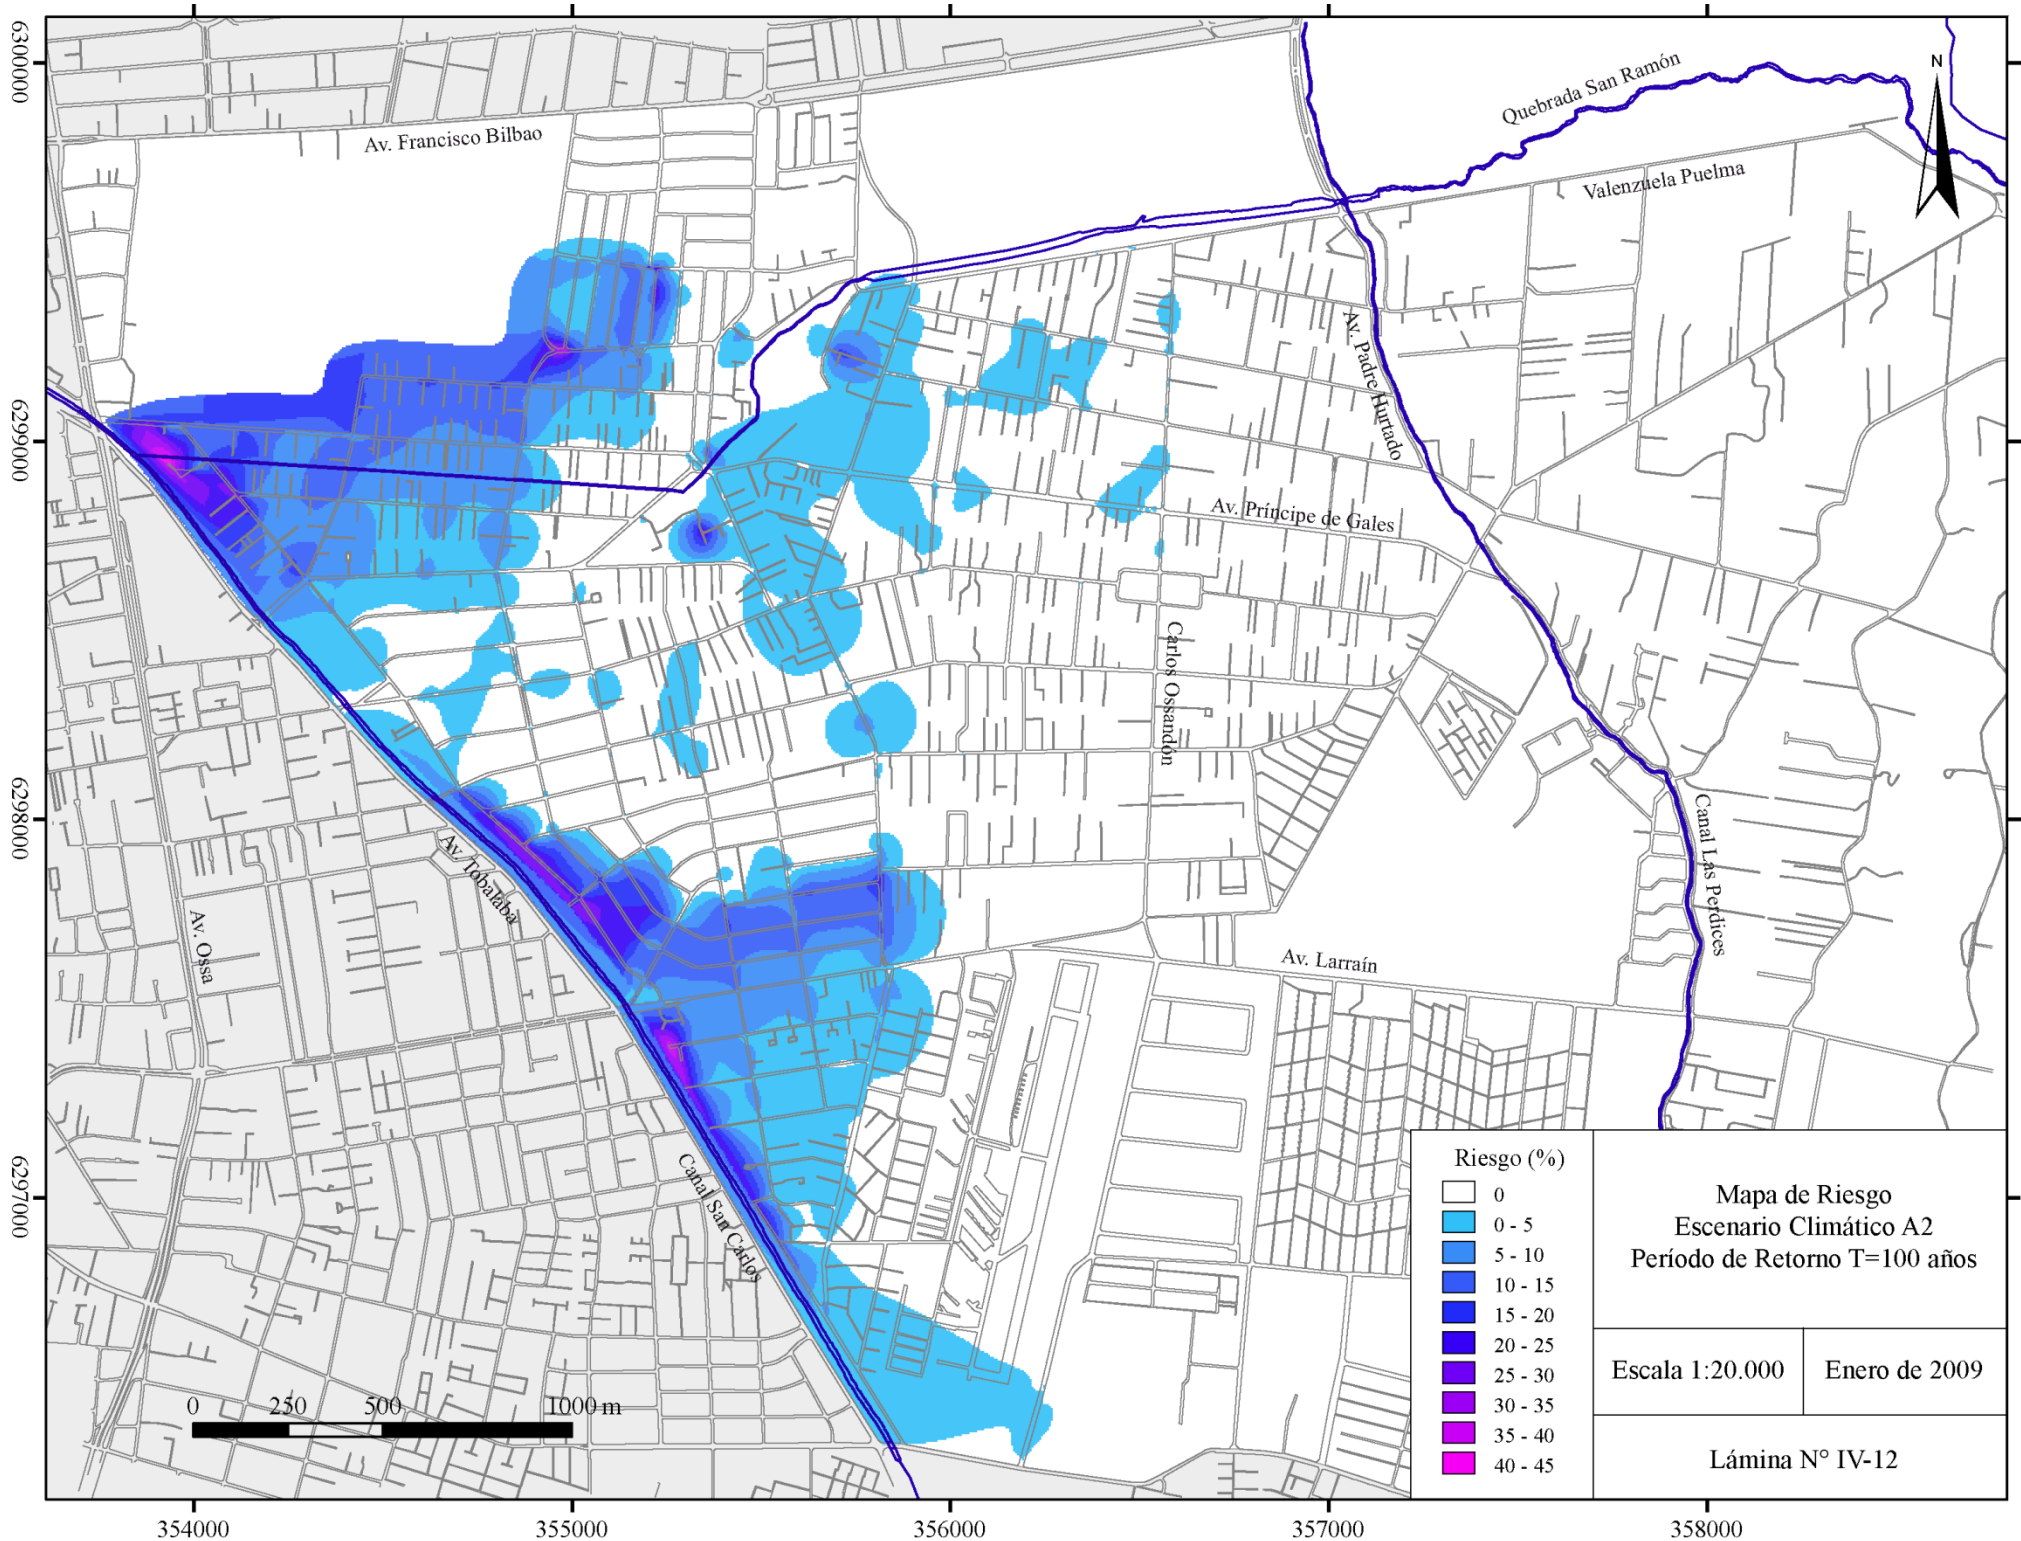 6300000
6299000
6298000
6297000
N
Quebrada San Ramón
Av. Francisco Bilbao
Valenzuela Puelma
Av. Padre Hurtado
Av. Príncipe de Gales
Carlos Ossandón
Canal Las Perdices
Av. Tobalaba
Av. Ossa
Av. Larraín
Canal San Carlos
0 250 500 1000 m
Riesgo (%)
0
0 - 5
5 - 10
10 - 15
15 - 20
20 - 25
25 - 30
30 - 35
35 - 40
40 - 45
Mapa de Riesgo
Escenario Climático A2
Período de Retorno T=100 años
Escala 1:20.000
Enero de 2009
Lámina N° IV-12
354000
355000
356000
357000
358000